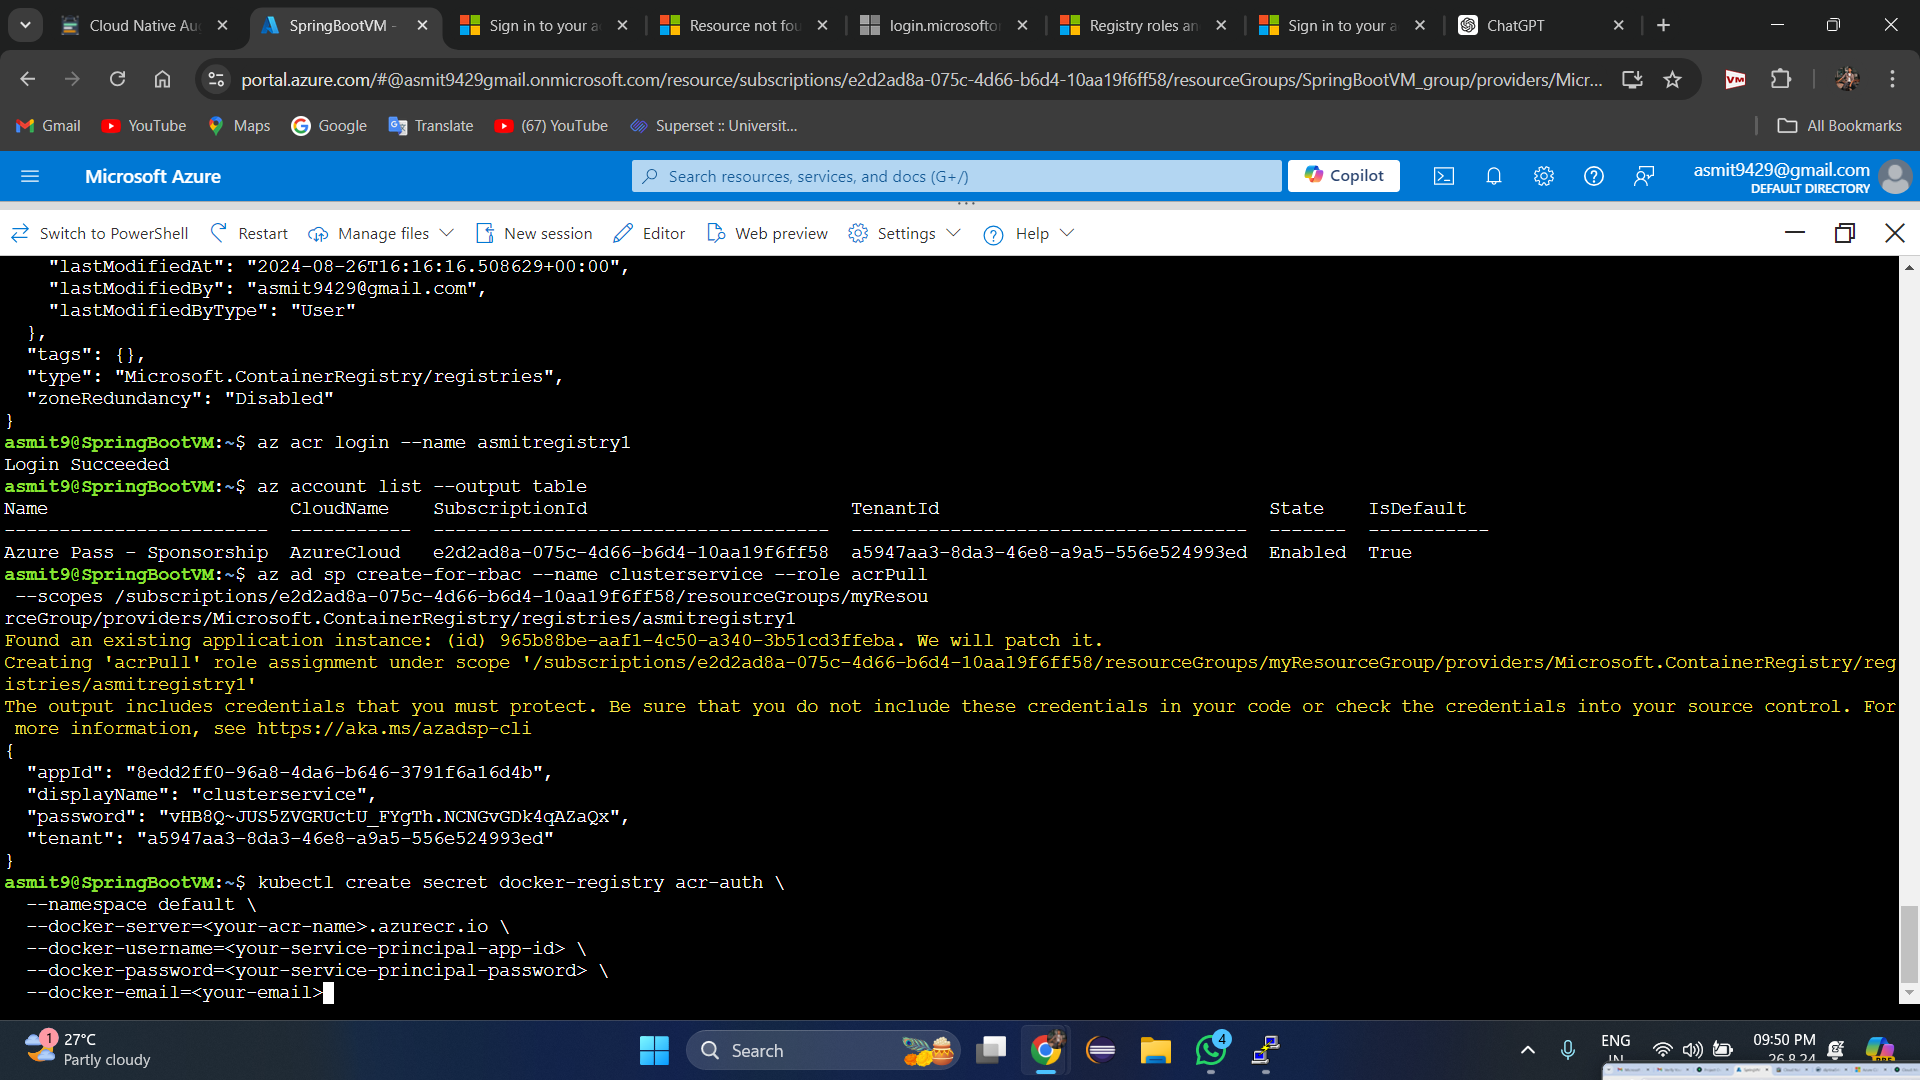 Cloud Native Au
SpringBootVM -
Sign in to your a
Resource not fou
login.microsofto
Registry roles an
Sign in to your a
ChatGPT
portal.azure.com/#@asmit9429gmail.onmicrosoft.com/resource/subscriptions/e2d2ad8a-075c-4d66-b6d4-10aa19f6ff58/resourceGroups/SpringBootVM_group/providers/Micr...
Gmail
YouTube
Maps
Google
Translate
(67) YouTube
Superset :: Universit...
All Bookmarks
Microsoft Azure
Search resources, services, and docs (G+/)
Copilot
asmit9429@gmail.com
DEFAULT DIRECTORY
Switch to PowerShell
Restart
Manage files
New session
Editor
Web preview
Settings
Help
"lastModifiedAt": "2024-08-26T16:16:16.508629+00:00",
"lastModifiedBy": "asmit9429@gmail.com",
"lastModifiedByType": "User"
},
"tags": {},
"type": "Microsoft.ContainerRegistry/registries",
"zoneRedundancy": "Disabled"
}
asmit9@SpringBootVM:~$ az acr login --name asmitregistry1
Login Succeeded
asmit9@SpringBootVM:~$ az account list --output table
Name CloudName SubscriptionId TenantId State IsDefault
------------------------ ----------- ------------------------------------ ------------------------------------ ------- -----------
Azure Pass - Sponsorship AzureCloud e2d2ad8a-075c-4d66-b6d4-10aa19f6ff58 a5947aa3-8da3-46e8-a9a5-556e524993ed Enabled True
asmit9@SpringBootVM:~$ az ad sp create-for-rbac --name clusterservice --role acrPull
--scopes /subscriptions/e2d2ad8a-075c-4d66-b6d4-10aa19f6ff58/resourceGroups/myResou
rceGroup/providers/Microsoft.ContainerRegistry/registries/asmitregistry1
Found an existing application instance: (id) 965b88be-aaf1-4c50-a340-3b51cd3ffeba. We will patch it.
Creating 'acrPull' role assignment under scope '/subscriptions/e2d2ad8a-075c-4d66-b6d4-10aa19f6ff58/resourceGroups/myResourceGroup/providers/Microsoft.ContainerRegistry/reg
istries/asmitregistry1'
The output includes credentials that you must protect. Be sure that you do not include these credentials in your code or check the credentials into your source control. For
more information, see https://aka.ms/azadsp-cli
{
"appId": "8edd2ff0-96a8-4da6-b646-3791f6a16d4b",
"displayName": "clusterservice",
"password": "vHB8Q~JUS5ZVGRUctU_FYgTh.NCNGvGDk4qAZaQx",
"tenant": "a5947aa3-8da3-46e8-a9a5-556e524993ed"
}
asmit9@SpringBootVM:~$ kubectl create secret docker-registry acr-auth \
--namespace default \
--docker-server=<your-acr-name>.azurecr.io \
--docker-username=<your-service-principal-app-id> \
--docker-password=<your-service-principal-password> \
--docker-email=<your-email>
1
27°C
Partly cloudy
Search
4
ENG
IN
09:50 PM
26.8.24